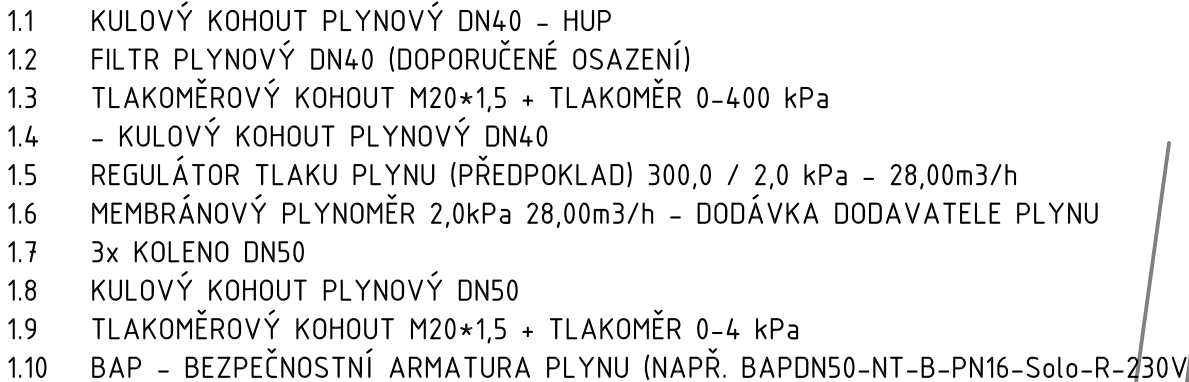 1.1 KULOVÝ KOHOUT PLYNOVÝ DN40 - HUP
1.2 FILTR PLYNOVÝ DN40 (DOPORUČENÉ OSAZENÍ)
1.3 TLAKOMĚROVÝ KOHOUT M20*1,5 + TLAKOMĚR 0-400 kPa
1.4 - KULOVÝ KOHOUT PLYNOVÝ DN40
1.5 REGULÁTOR TLAKU PLYNU (PŘEDPOKLAD) 300,0 / 2,0 kPa - 28,00m3/h
1.6 MEMBRÁNOVÝ PLYNOMĚR 2,0kPa 28,00m3/h - DODÁVKA DODAVATELE PLYNU
1.7 3x KOLENO DN50
1.8 KULOVÝ KOHOUT PLYNOVÝ DN50
1.9 TLAKOMĚROVÝ KOHOUT M20*1,5 + TLAKOMĚR 0-4 kPa
1.10 BAP - BEZPEČNOSTNÍ ARMATURA PLYNU (NAPŘ. BAPDN50-NT-B-PN16-Solo-R-230V